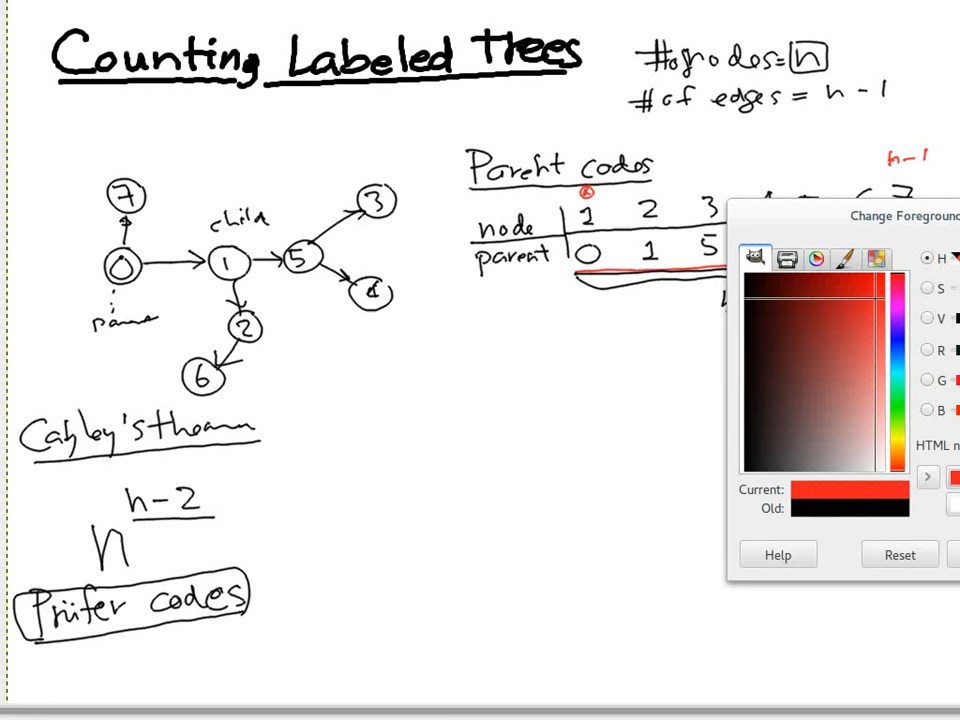 Counting Labeled Trees
# of nodes = n
# of edges = n - 1
Parent codes
n-1
node 1 2 3 7
parent 0 1 5
7
child
3
0 1 5
4
2
6
Cayley's
n-2
n
Prüfer codes
Change Foreground
H
S
V
R
G
B
HTML n
Current:
Old:
>
Help
Reset